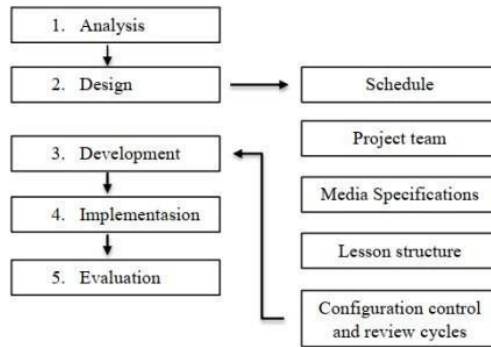 1. Analysis
2. Design
3. Development
4. Implementasion
5. Evaluation
Schedule
Project team
Media Specifications
Lesson structure
Configuration control
and review cycles